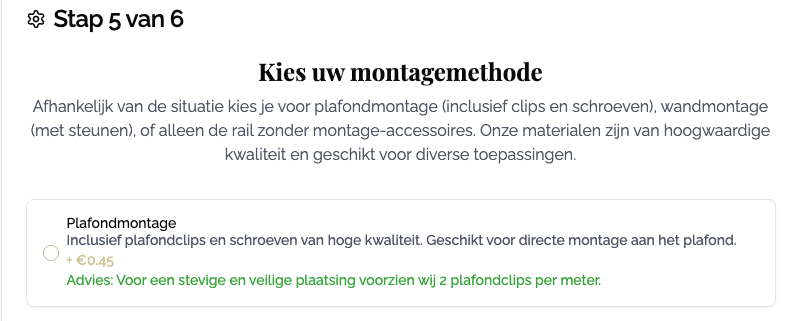 Stap 5 van 6
Kies uw montagemethode
Afhankelijk van de situatie kies je voor plafondmontage (inclusief clips en schroeven), wandmontage
(met steunen), of alleen de rail zonder montage-accessoires. Onze materialen zijn van hoogwaardige
kwaliteit en geschikt voor diverse toepassingen.
Plafondmontage
Inclusief plafondclips en schroeven van hoge kwaliteit. Geschikt voor directe montage aan het plafond.
+ €0.45
Advies: Voor een stevige en veilige plaatsing voorzien wij 2 plafondclips per meter.